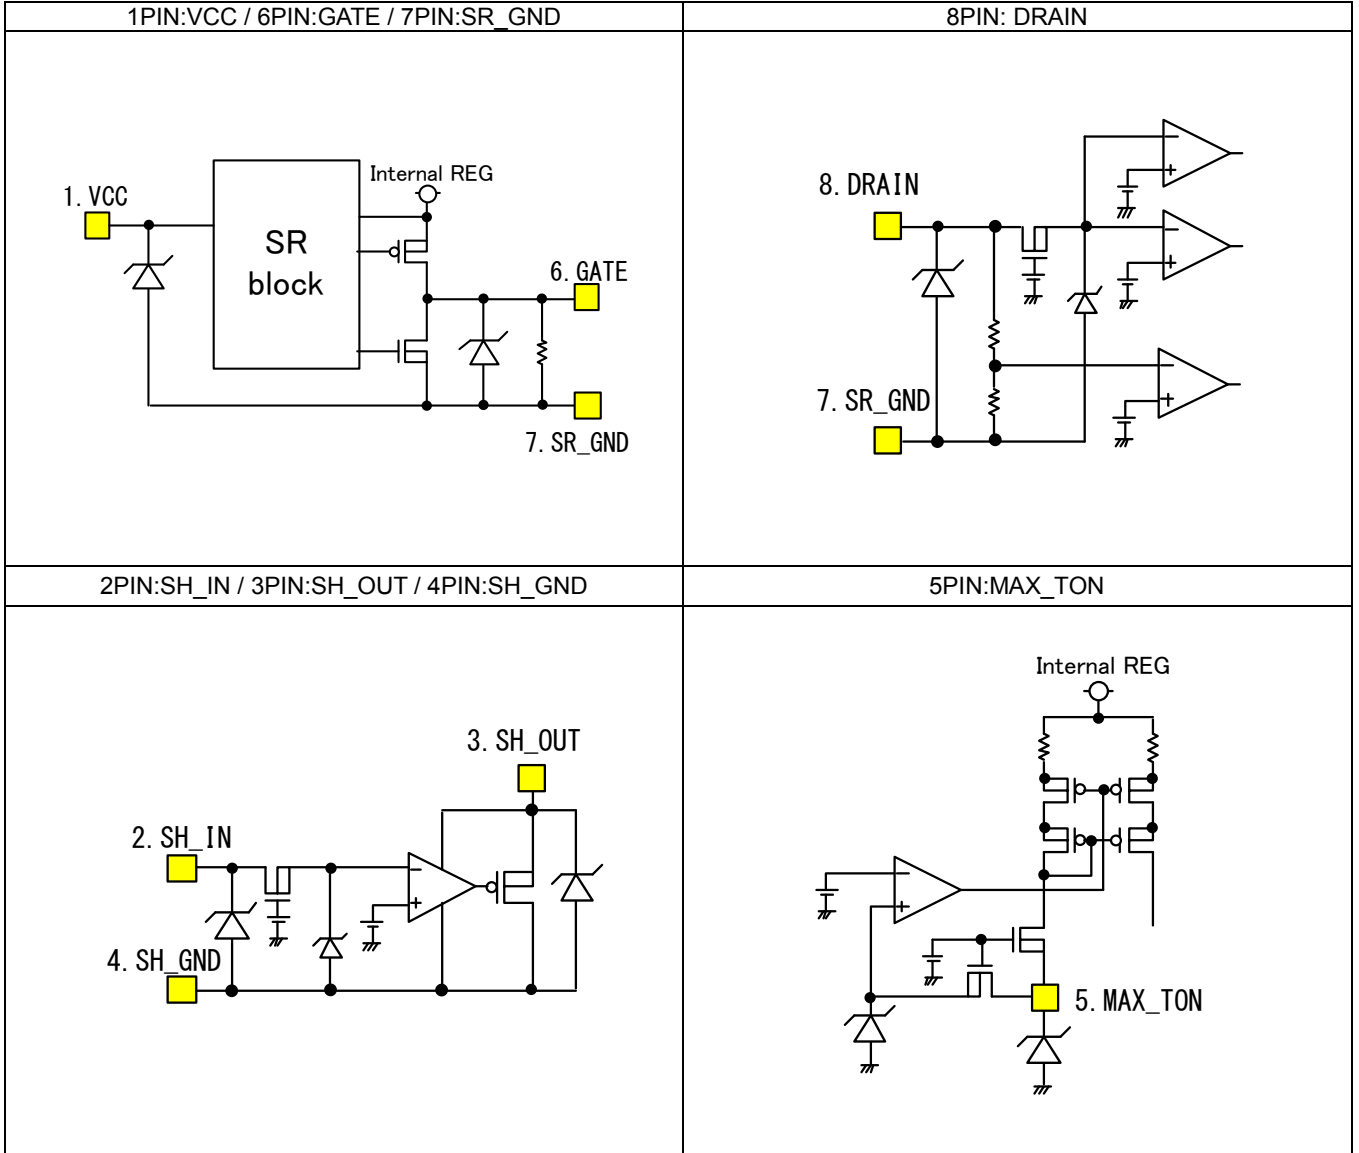 1PIN:VCC / 6PIN:GATE / 7PIN:SR_GND
8PIN: DRAIN
Internal REG
1. VCC
SR
block
6. GATE
7. SR_GND
8. DRAIN
7. SR_GND
2PIN:SH_IN / 3PIN:SH_OUT / 4PIN:SH_GND
5PIN:MAX_TON
3. SH_OUT
2. SH_IN
4. SH_GND
Internal REG
5. MAX_TON